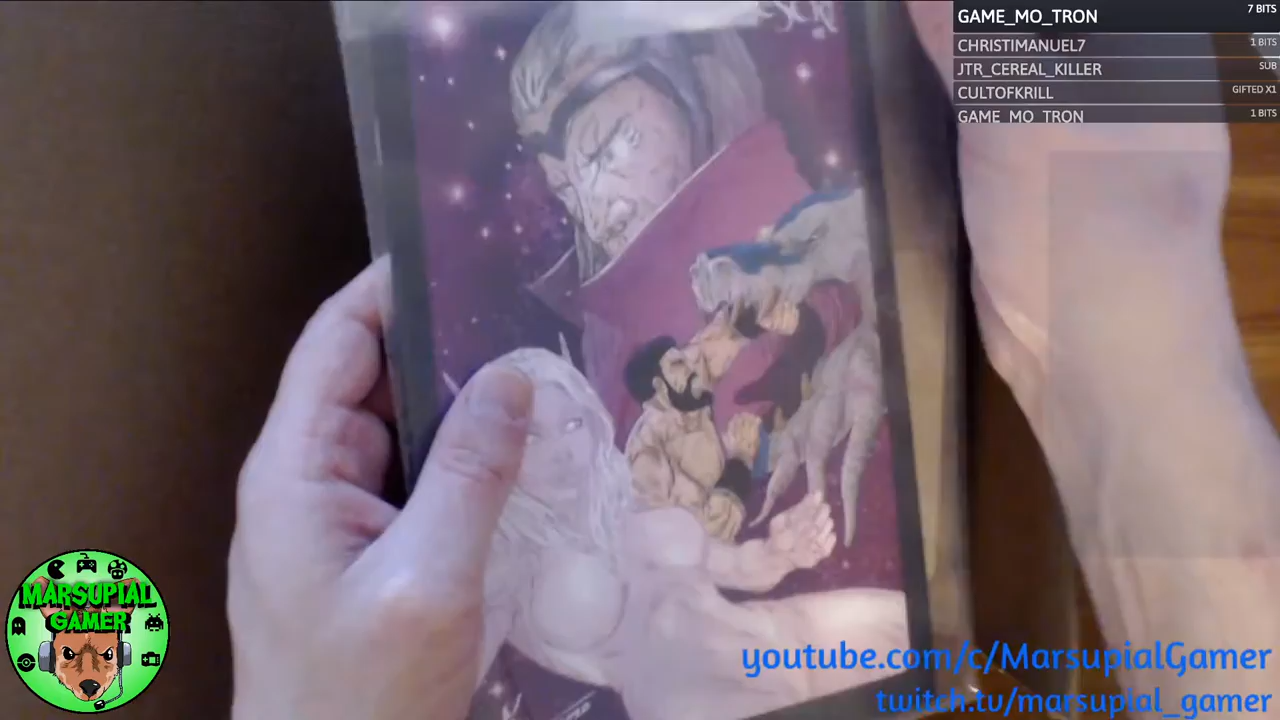 GAME_MO_TRON 7 BITS
CHRISTIMANUEL7 1 BITS
JTR_CEREAL_KILLER SUB
CULTOFKRILL GIFTED X1
GAME_MO_TRON 1 BITS
MARSUPIAL
GAMER
youtube.com/c/MarsupialGamer
twitch.tv/marsupial_gamer